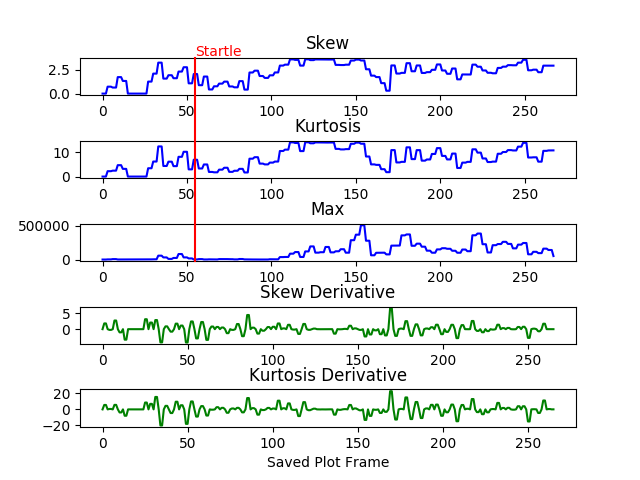 Startle
Skew
2.5
0.0
0 50 100 150 200 250
Kurtosis
10
0
0 50 100 150 200 250
Max
500000
0
0 50 100 150 200 250
Skew Derivative
5
0
0 50 100 150 200 250
Kurtosis Derivative
20
0
−20
0 50 100 150 200 250
Saved Plot Frame